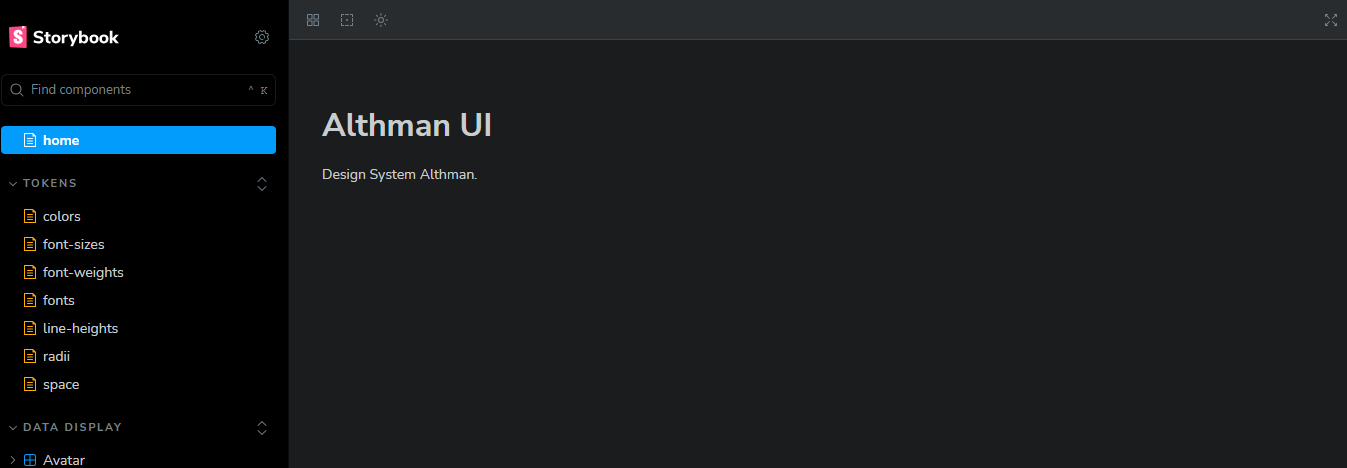 Storybook
Find components
^ K
home
TOKENS
colors
font-sizes
font-weights
fonts
line-heights
radii
space
DATA DISPLAY
Avatar
Althman UI
Design System Althman.